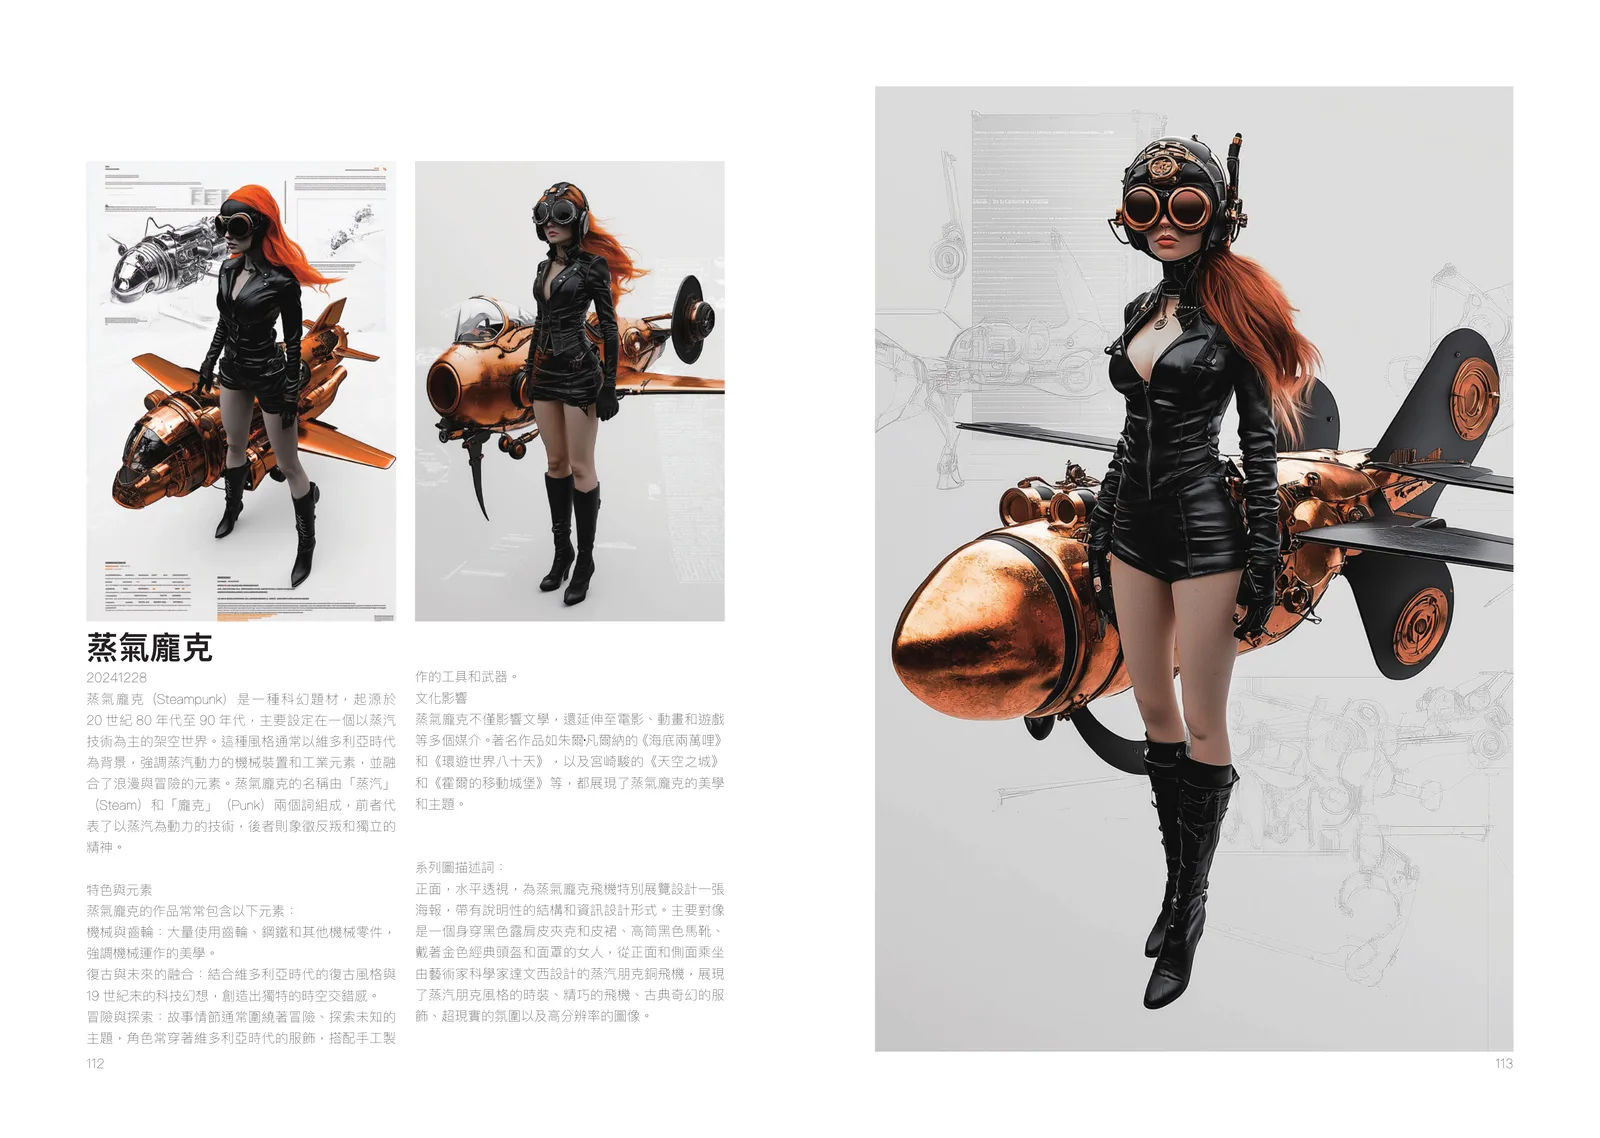 蒸氣龐克
20241228
蒸氣龐克（Steampunk）是一種科幻題材，起源於
20 世紀 80 年代至 90 年代，主要設定在一個以蒸汽
技術為主的架空世界。這種風格通常以維多利亞時代
為背景，強調蒸汽動力的機械裝置和工業元素，並融
合了浪漫與冒險的元素。蒸氣龐克的名稱由「蒸汽」
（Steam）和「龐克」（Punk）兩個詞組成，前者代
表了以蒸汽為動力的技術，後者則象徵反叛和獨立的
精神。
特色與元素
蒸氣龐克的作品常常包含以下元素：
機械與齒輪：大量使用齒輪、鋼鐵和其他機械零件，
強調機械運作的美學。
復古與未來的融合：結合維多利亞時代的復古風格與
19 世紀末的科技幻想，創造出獨特的時空交錯感。
冒險與探索：故事情節通常圍繞著冒險、探索未知的
主題，角色常穿著維多利亞時代的服飾，搭配手工製
作的工具和武器。
文化影響
蒸氣龐克不僅影響文學，還延伸至電影、動畫和遊戲
等多個媒介。著名作品如朱爾·凡爾納的《海底兩萬哩》
和《環遊世界八十天》，以及宮崎駿的《天空之城》
和《霍爾的移動城堡》等，都展現了蒸氣龐克的美學
和主題。
系列圖描述詞：
正面，水平透視，為蒸氣龐克飛機特別展覽設計一張
海報，帶有說明性的結構和資訊設計形式。主要對像
是一個身穿黑色露肩皮夾克和皮裙、高筒黑色馬靴、
戴著金色經典頭盔和面罩的女人，從正面和側面乘坐
由藝術家科學家達文西設計的蒸汽朋克銅飛機，展現
了蒸汽朋克風格的時裝、精巧的飛機、古典奇幻的服
飾、超現實的氛圍以及高分辨率的圖像。
112
113